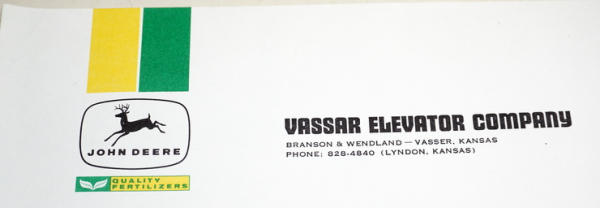 JOHN DEERE
QUALITY
FERTILIZERS
VASSAR ELEVATOR COMPANY
BRANSON & WENDLAND — VASSER, KANSAS
PHONE: 828-4840 (LYNDON, KANSAS)